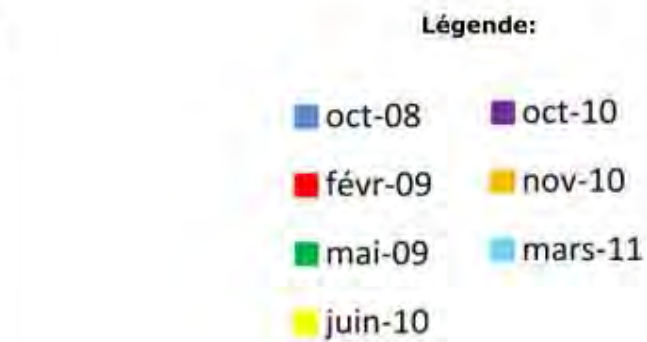 Légende:
oct-08
févr-09
mai-09
juin-10
oct-10
nov-10
mars-11